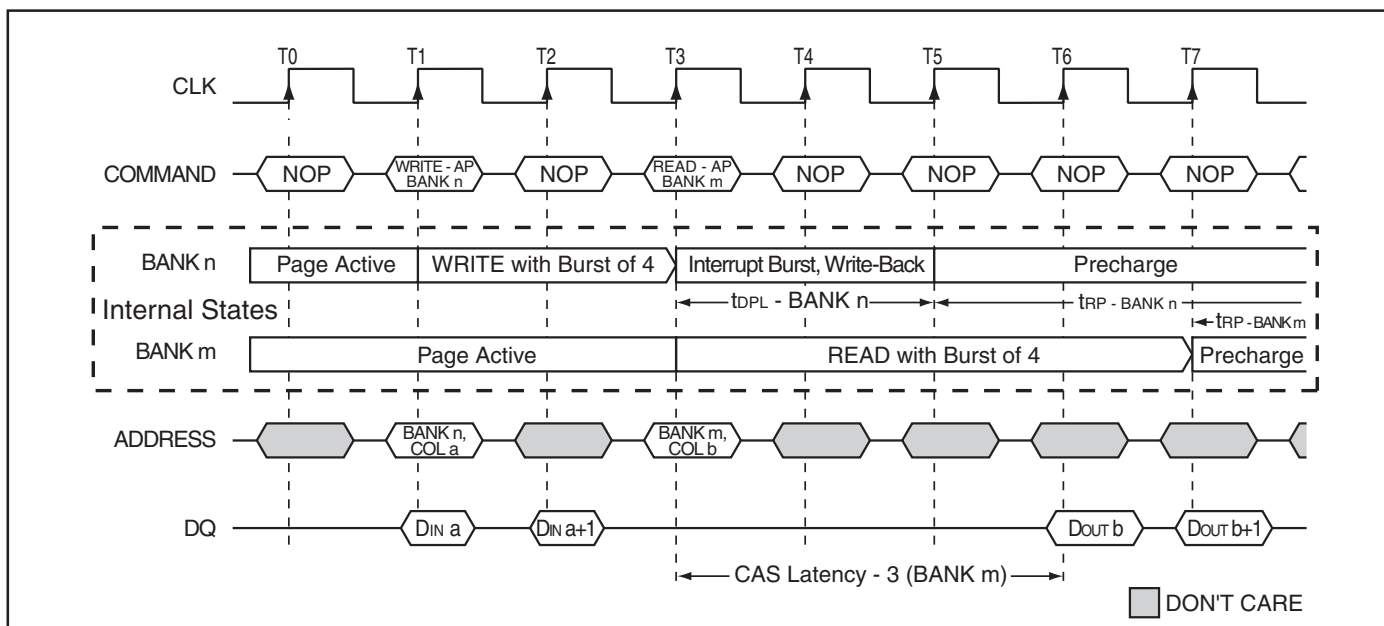 T0 T1 T2 T3 T4 T5 T6 T7
CLK
COMMAND NOP WRITE - AP BANK n NOP READ - AP BANK m NOP NOP NOP NOP
BANK n Page Active WRITE with Burst of 4 Interrupt Burst, Write-Back Precharge
tDPL - BANK n tRP - BANK n
Internal States
tRP - BANK m
BANK m Page Active READ with Burst of 4 Precharge
ADDRESS BANK n, COL a BANK m, COL b
DQ DIN a DIN a+1 DOUT b DOUT b+1
CAS Latency - 3 (BANK m)
DON'T CARE